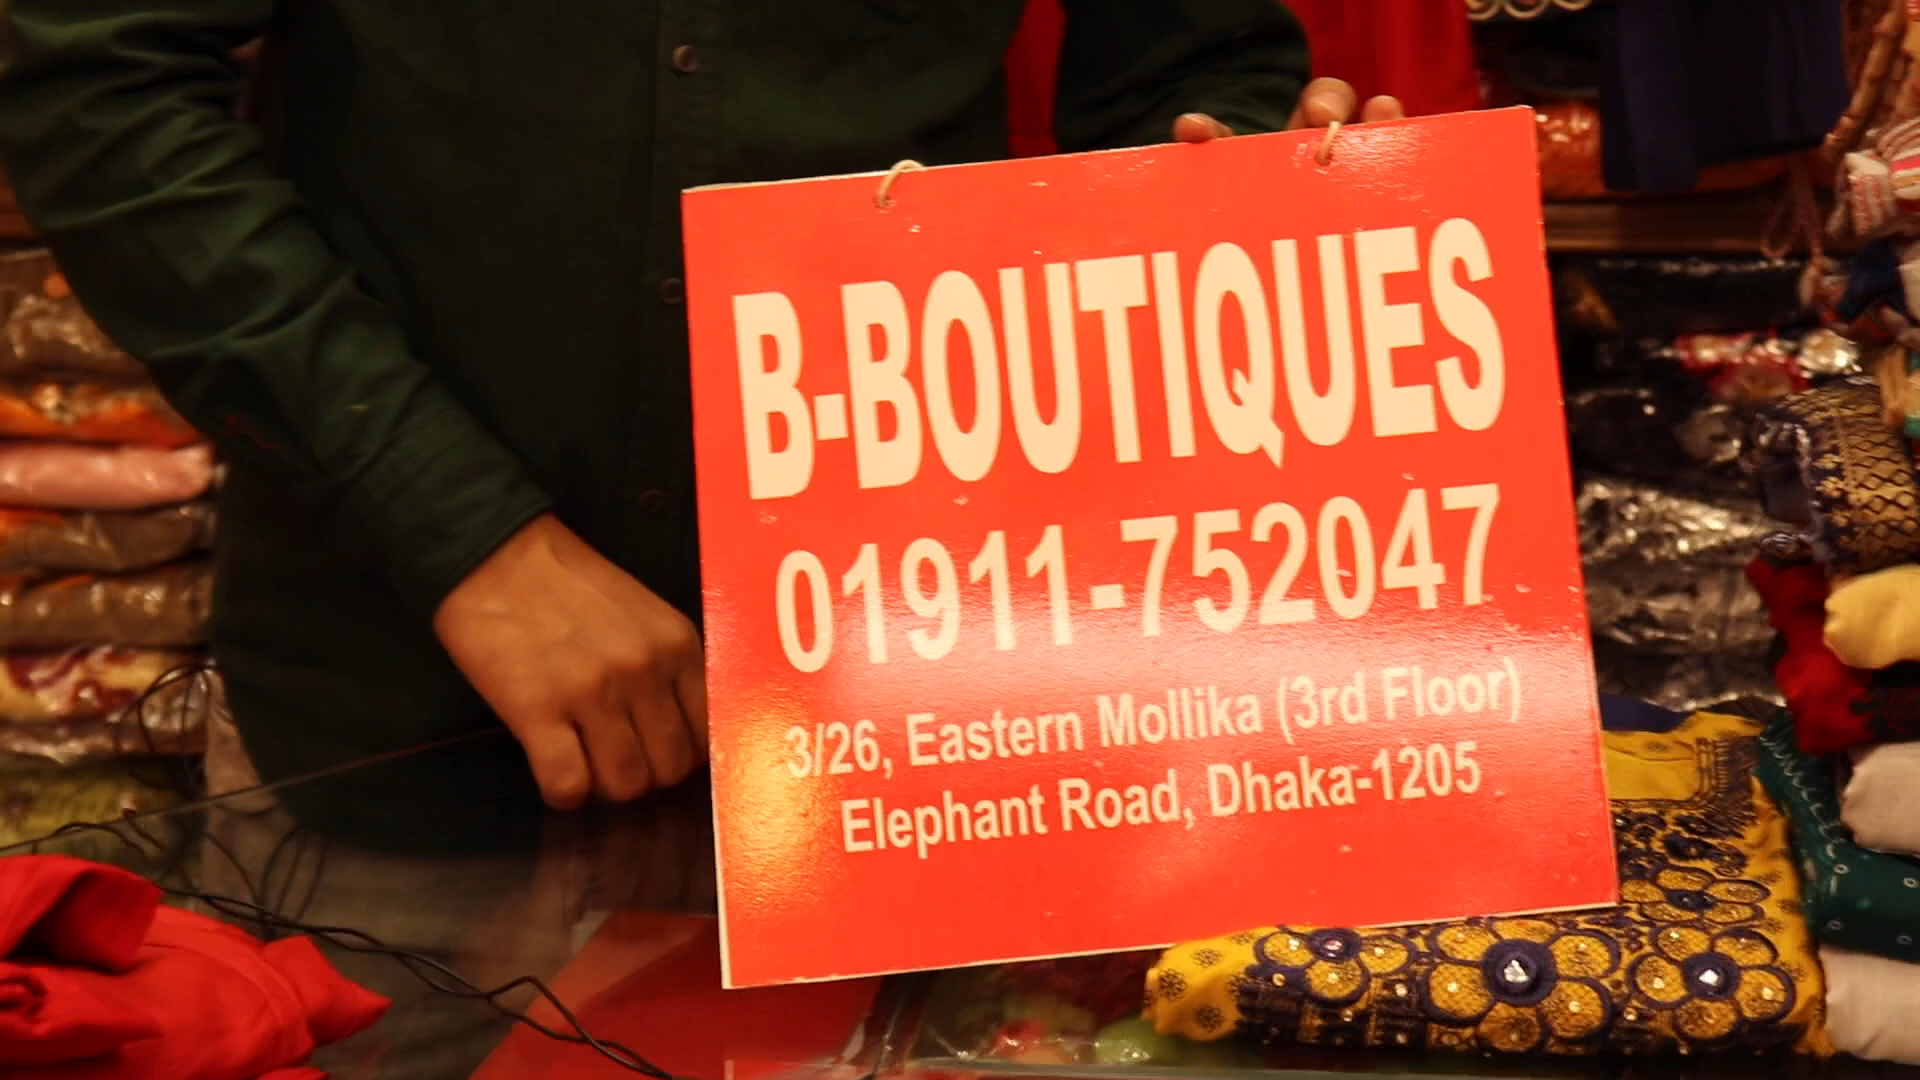 B-BOUTIQUES
01911-752047
3/26, Eastern Mollika (3rd Floor)
Elephant Road, Dhaka-1205